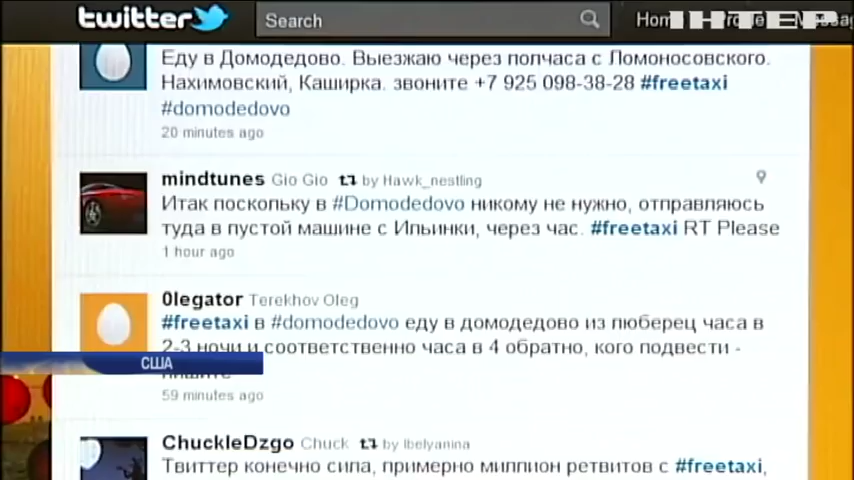 twitter
Search
Hom
ІНТЕР
Еду в Домодедово. Выезжаю через полчаса с Ломоносовского.
Нахимовский, Каширка. звоните +7 925 098-38-28 #freetaxi
#domodedovo
20 minutes ago
mindtunes Gio Gio by Hawk_nestling
Итак поскольку в #Domodedovo никому не нужно, отправляюсь
туда в пустой машине с Ильинки, через час. #freetaxi RT Please
1 hour ago
0legator Terekhov Oleg
#freetaxi в #domodedovo еду в домодедово из люберец часа в
2-3 ночи и соответственно часа в 4 обратно, кого подвести -
США
59 minutes ago
ChuckleDzgo Chuck by lbelyanina
Твиттер конечно сила, примерно миллион ретвитов с #freetaxi,